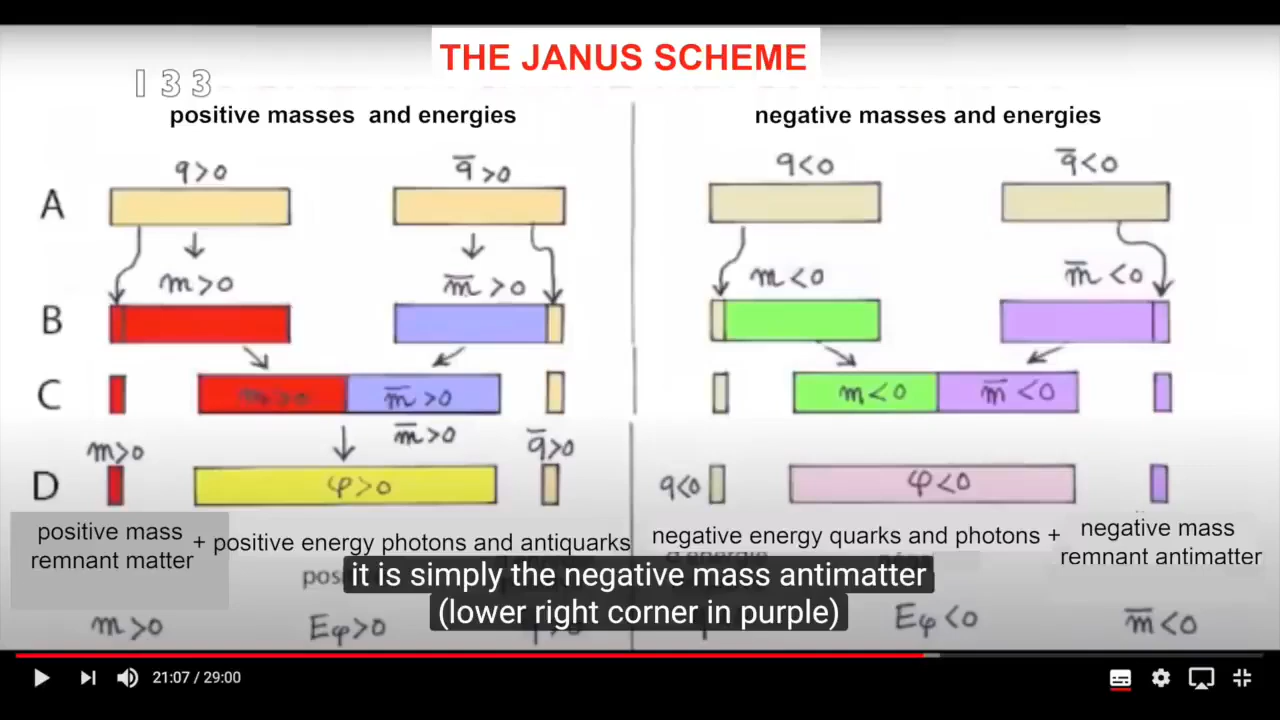 THE JANUS SCHEME
133
positive masses and energies
negative masses and energies
q>0
q̅>0
q<0
q̅<0
A
m>0
m̅>0
m<0
m̅<0
B
C
m>0
m̅>0
m<0
m̅<0
m̅>0
m>0
q̅>0
D
φ>0
q<0
φ<0
positive mass
remnant matter
+ positive energy photons and antiquarks
negative energy quarks and photons +
negative mass
remnant antimatter
it is simply the negative mass antimatter
(lower right corner in purple)
m>0
Eφ>0
Eφ<0
m̅<0
21:07 / 29:00